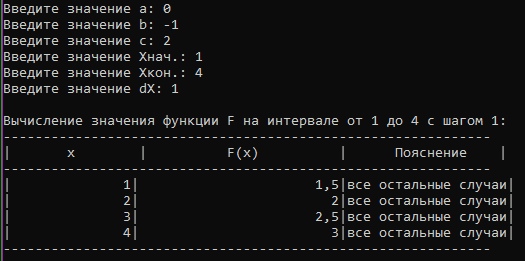 Введите значение a: 0
Введите значение b: -1
Введите значение c: 2
Введите значение Xнач.: 1
Введите значение Xкон.: 4
Введите значение dX: 1
Вычисление значения функции F на интервале от 1 до 4 с шагом 1:
-------------------------------------------------------------
|       x        |          F(x)          |      Пояснение    |
-------------------------------------------------------------
|               1|                     1,5|все остальные случаи|
|               2|                       2|все остальные случаи|
|               3|                     2,5|все остальные случаи|
|               4|                       3|все остальные случаи|
-------------------------------------------------------------